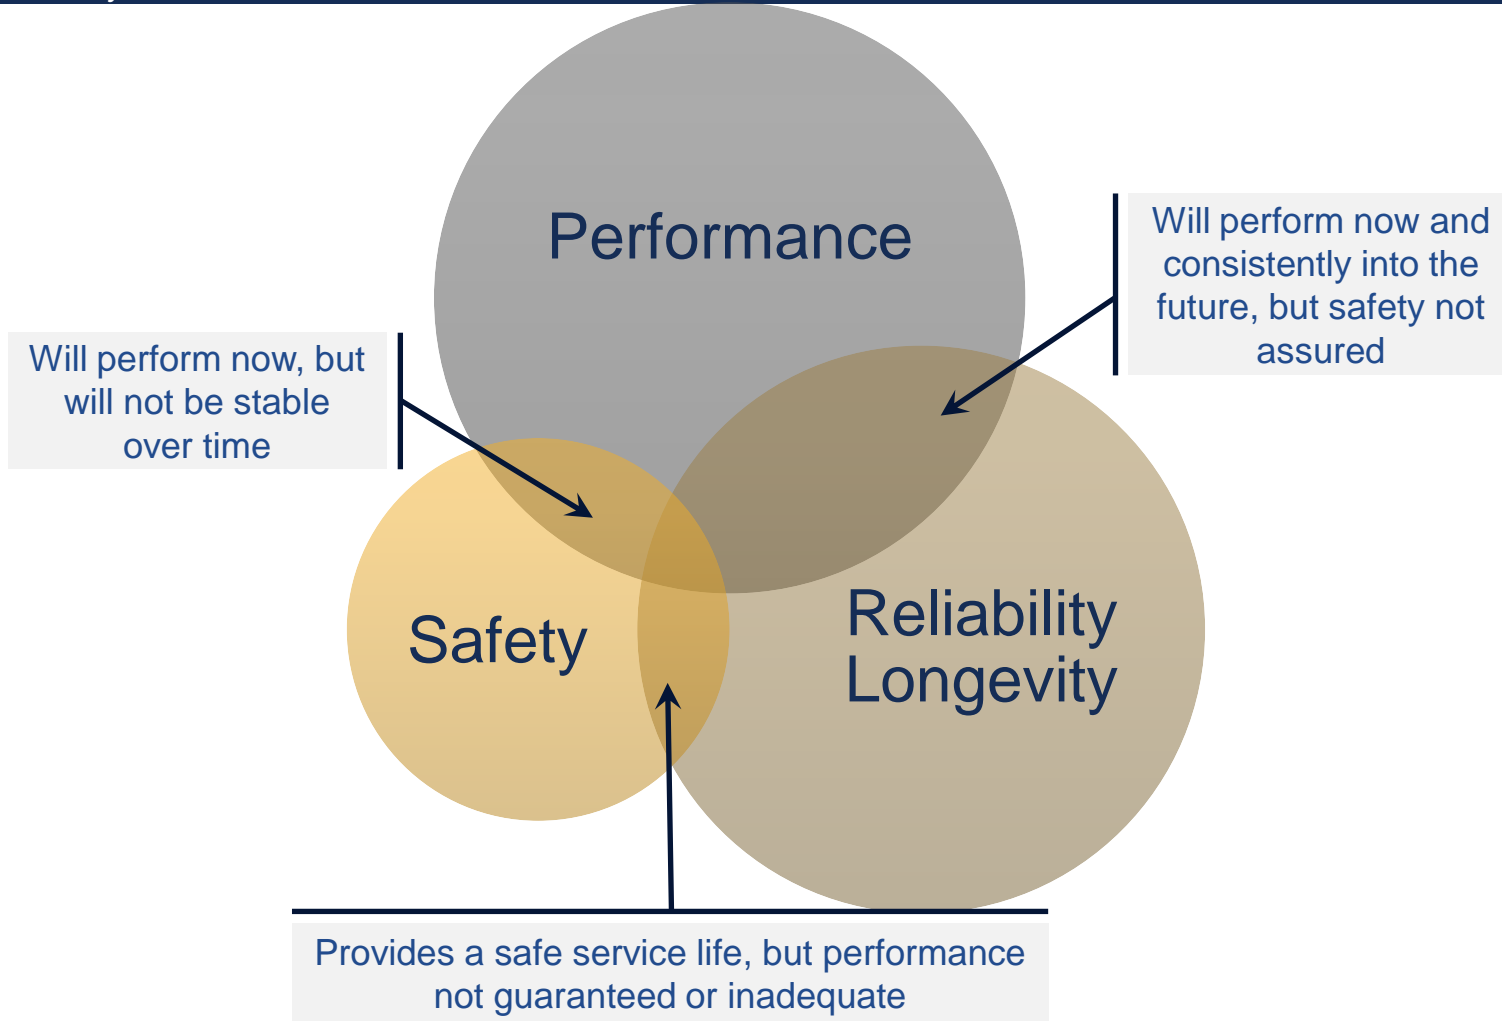 Performance
Will perform now and
consistently into the
future, but safety not
assured
Will perform now, but
will not be stable
over time
Safety
Reliability
Longevity
Provides a safe service life, but performance
not guaranteed or inadequate